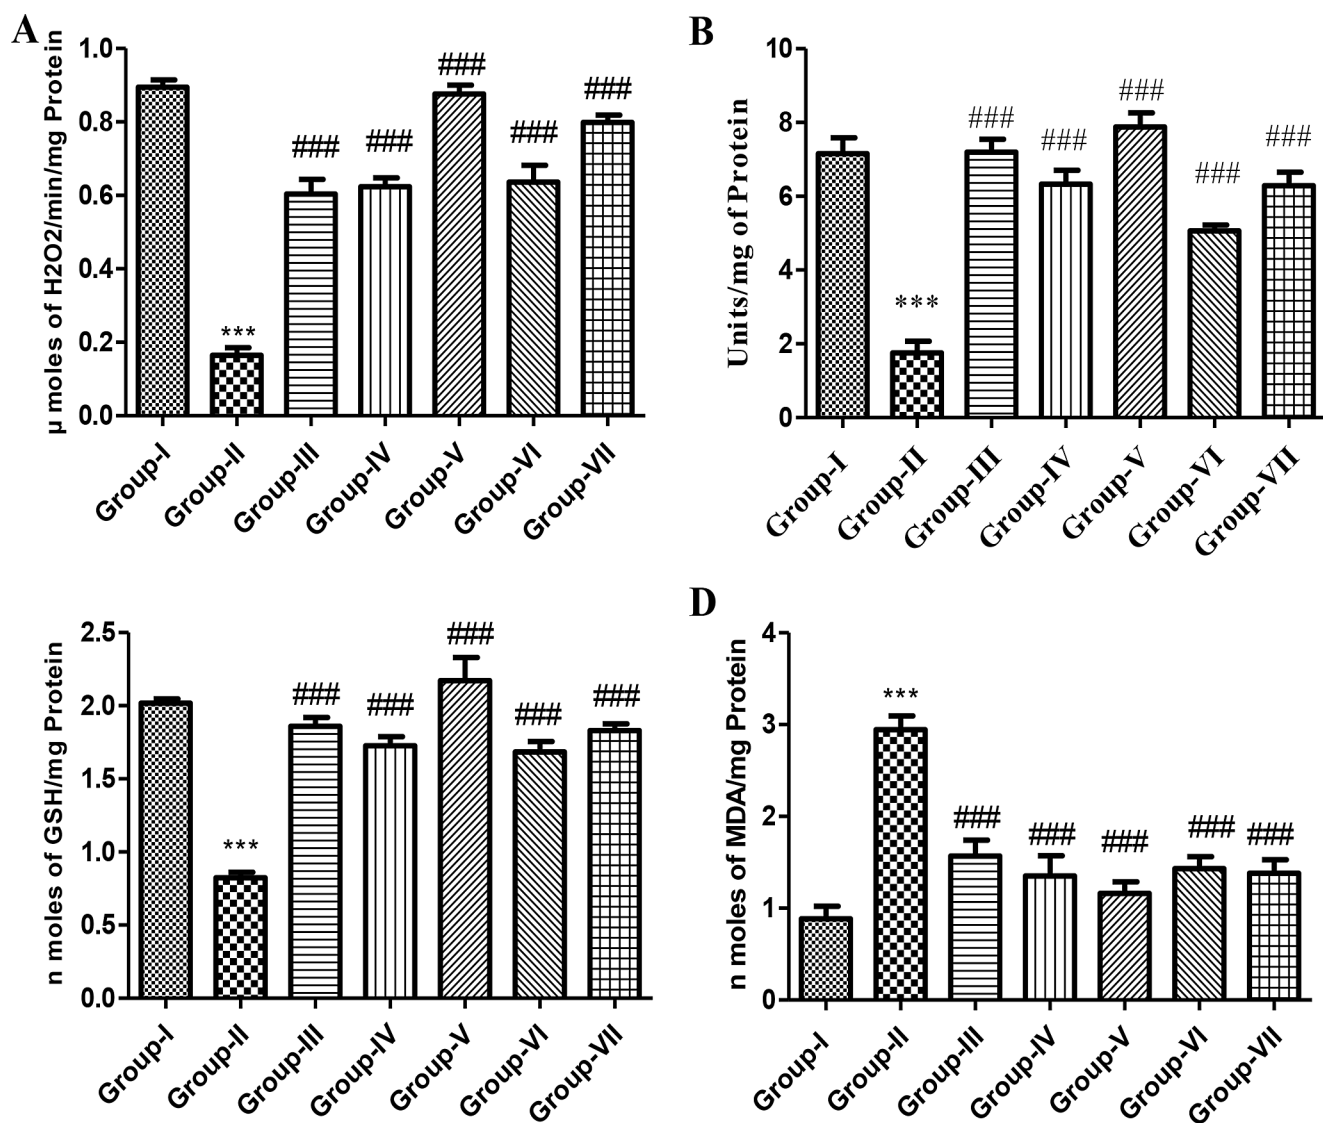 A
μ moles of H2O2/min/mg Protein
1.0
0.8
0.6
0.4
0.2
0.0
***
###
###
###
###
###
Group-I
Group-II
Group-III
Group-IV
Group-V
Group-VI
Group-VII
B
Units/mg of Protein
10
8
6
4
2
0
***
###
###
###
###
###
Group-I
Group-II
Group-III
Group-IV
Group-V
Group-VI
Group-VII
n moles of GSH/mg Protein
2.5
2.0
1.5
1.0
0.5
0.0
***
###
###
###
###
###
Group-I
Group-II
Group-III
Group-IV
Group-V
Group-VI
Group-VII
D
n moles of MDA/mg Protein
4
3
2
1
0
***
###
###
###
###
###
Group-I
Group-II
Group-III
Group-IV
Group-V
Group-VI
Group-VII